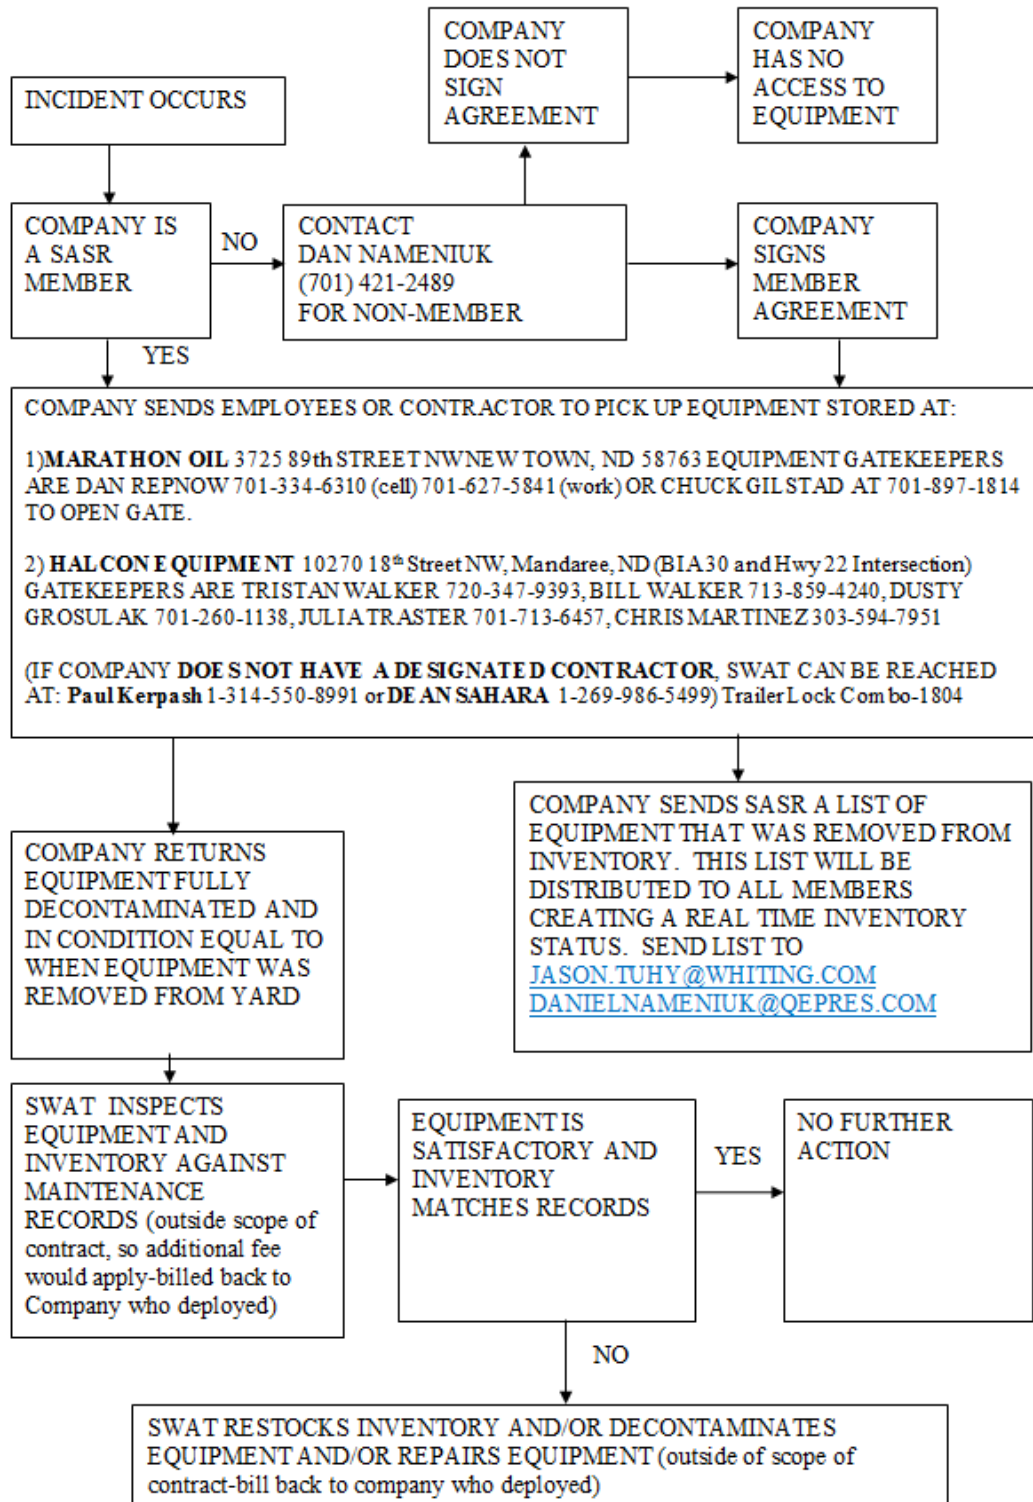 COMPANY
DOES NOT
SIGN
AGREEMENT
COMPANY
HAS NO
ACCESS TO
EQUIPMENT
INCIDENT OCCURS
COMPANY IS
A SASR
MEMBER
NO
CONTACT
DAN NAMENIUK
(701) 421-2489
FOR NON-MEMBER
COMPANY
SIGNS
MEMBER
AGREEMENT
YES
COMPANY SENDS EMPLOYEES OR CONTRACTOR TO PICK UP EQUIPMENT STORED AT:
1)MARATHON OIL 3725 89th STREET NWNEW TOWN, ND 58763 EQUIPMENT GATEKEEPERS
ARE DAN REPNOW 701-334-6310 (cell) 701-627-5841 (work) OR CHUCK GILSTAD AT 701-897-1814
TO OPEN GATE.
2) HALCON EQUIPMENT 10270 18th Street NW, Mandaree, ND (BIA 30 and Hwy 22 Intersection)
GATEKEEPERS ARE TRISTAN WALKER 720-347-9393, BILL WALKER 713-859-4240, DUSTY
GROSULAK 701-260-1138, JULIA TRASTER 701-713-6457, CHRIS MARTINEZ 303-594-7951
(IF COMPANY DOES NOT HAVE A DESIGNATED CONTRACTOR, SWAT CAN BE REACHED
AT: Paul Kerpash 1-314-550-8991 or DEAN SAHARA 1-269-986-5499) Trailer Lock Combo-1804
COMPANY RETURNS
EQUIPMENT FULLY
DECONTAMINATED AND
IN CONDITION EQUAL TO
WHEN EQUIPMENT WAS
REMOVED FROM YARD
COMPANY SENDS SASR A LIST OF
EQUIPMENT THAT WAS REMOVED FROM
INVENTORY. THIS LIST WILL BE
DISTRIBUTED TO ALL MEMBERS
CREATING A REAL TIME INVENTORY
STATUS. SEND LIST TO
JASON.TUHY@WHITING.COM
DANIELNAMENIUK@QEPRES.COM
SWAT INSPECTS
EQUIPMENT AND
INVENTORY AGAINST
MAINTENANCE
RECORDS (outside scope of
contract, so additional fee
would apply-billed back to
Company who deployed)
EQUIPMENT IS
SATISFACTORY AND
INVENTORY
MATCHES RECORDS
YES
NO FURTHER
ACTION
NO
SWAT RESTOCKS INVENTORY AND/OR DECONTAMINATES
EQUIPMENT AND/OR REPAIRS EQUIPMENT (outside of scope of
contract-bill back to company who deployed)